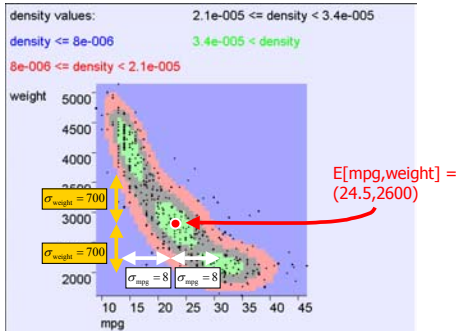 density values:
2.1e-005 <= density < 3.4e-005
density <= 8e-006
3.4e-005 < density
8e-006 <= density < 2.1e-005
weight
5000
4500
4000
3500
3000
2000
σweight = 700
σweight = 700
σmpg = 8
σmpg = 8
E[mpg,weight] =
(24.5,2600)
10 15 20 25 30 35 40 45
mpg